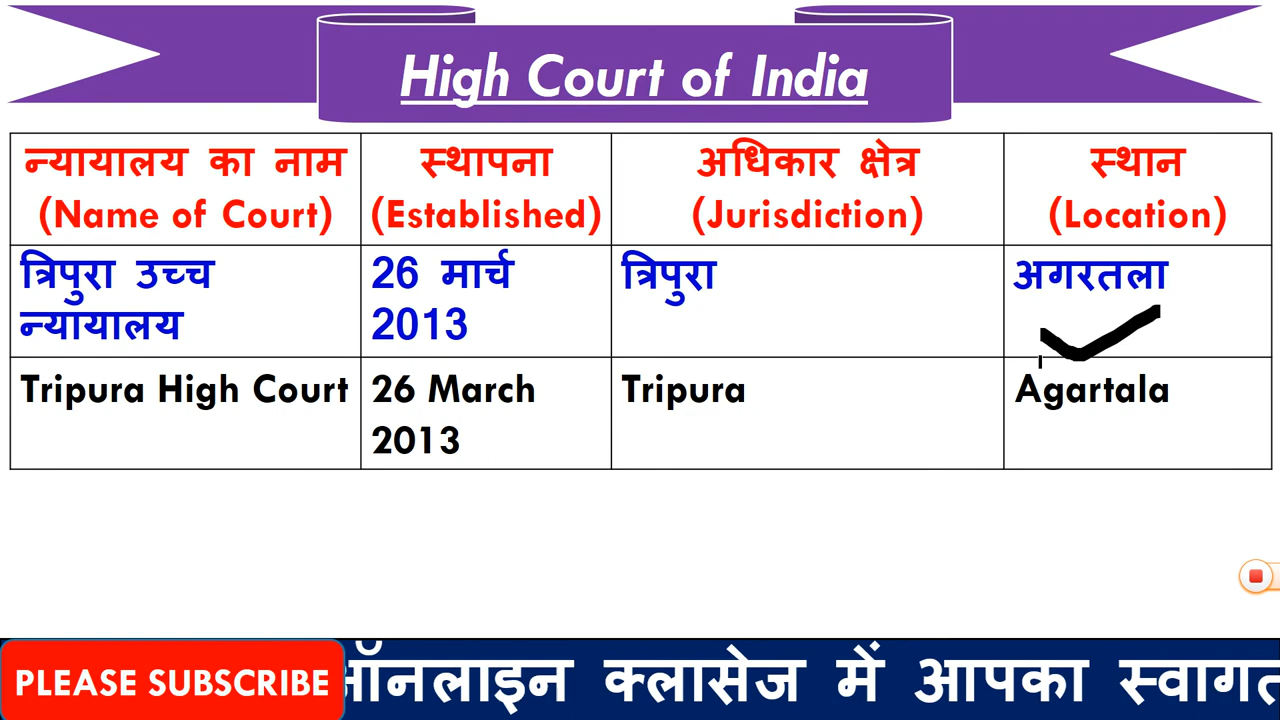 High Court of India
न्यायालय का नाम
(Name of Court)
स्थापना
(Established)
अधिकार क्षेत्र
(Jurisdiction)
स्थान
(Location)
त्रिपुरा उच्च
न्यायालय
26 मार्च
2013
त्रिपुरा
अगरतला
Tripura High Court
26 March
2013
Tripura
Agartala
PLEASE SUBSCRIBE
ऑनलाइन क्लासेज में आपका स्वागत